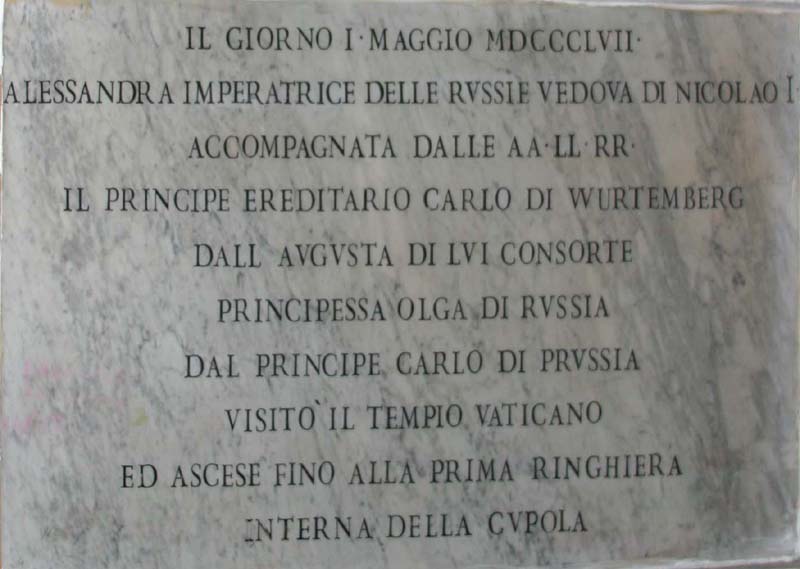 IL GIORNO I· MAGGIO MDCCCLVII·
ALESSANDRA IMPERATRICE DELLE RVSSIE VEDOVA DI NICOLAO I·
ACCOMPAGNATA DALLE AA·LL·RR·
IL PRINCIPE EREDITARIO CARLO DI WURTEMBERG
DALL AVGVSTA DI LVI CONSORTE
PRINCIPESSA OLGA DI RVSSIA
DAL PRINCIPE CARLO DI PRVSSIA
VISITO` IL TEMPIO VATICANO
ED ASCESE FINO ALLA PRIMA RINGHIERA
INTERNA DELLA CVPOLA